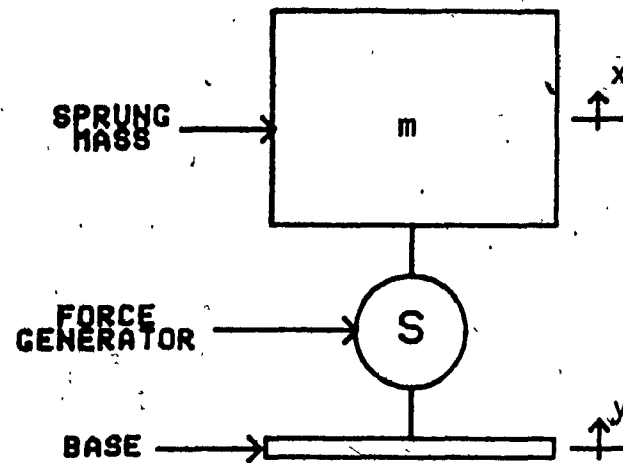 x
SPRUNG
MASS
m
FORCE
GENERATOR
S
y
BASE